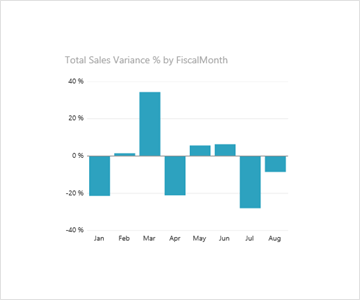 Total Sales Variance % by FiscalMonth
40 %
20 %
0 %
-20 %
-40 %
Jan Feb Mar Apr May Jun Jul Aug